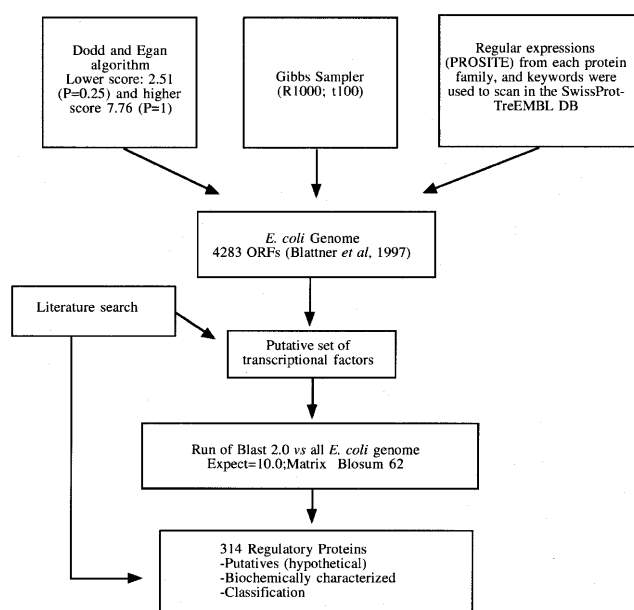 Dodd and Egan
algorithm
Lower score: 2.51
(P=0.25) and higher
score 7.76 (P=1)
Gibbs Sampler
(R1000; t100)
Regular expressions
(PROSITE) from each protein
family, and keywords were
used to scan in the SwissProt-
TreEMBL DB
E. coli Genome
4283 ORFs (Blattner et al, 1997)
Literature search
Putative set of
transcriptional factors
Run of Blast 2.0 vs all E. coli genome
Expect=10.0;Matrix Blosum 62
314 Regulatory Proteins
-Putatives (hypothetical)
-Biochemically characterized
-Classification